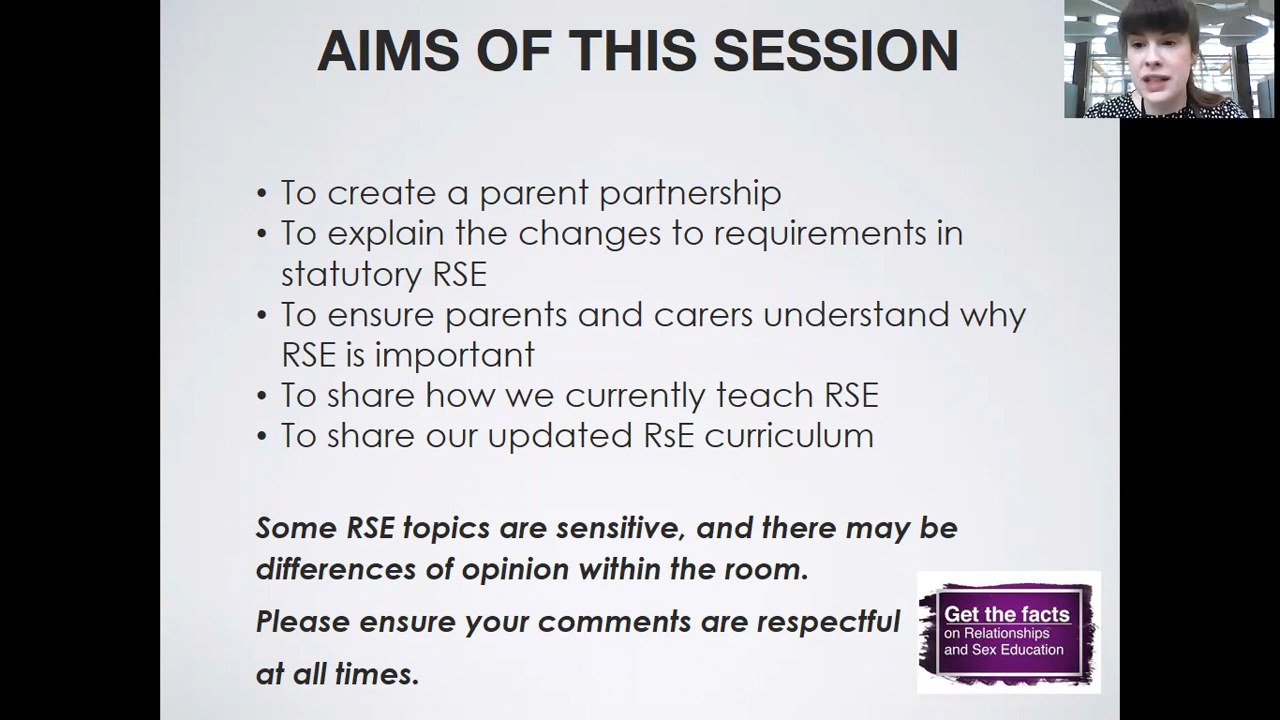 AIMS OF THIS SESSION
• To create a parent partnership
• To explain the changes to requirements in
statutory RSE
• To ensure parents and carers understand why
RSE is important
• To share how we currently teach RSE
• To share our updated RsE curriculum
Some RSE topics are sensitive, and there may be
differences of opinion within the room.
Please ensure your comments are respectful
at all times.
Get the facts
on Relationships
and Sex Education